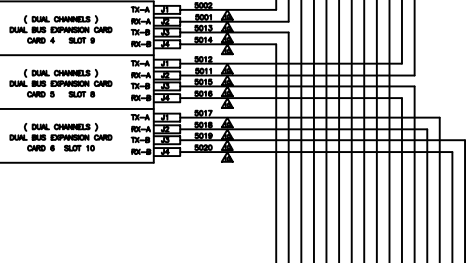 ( DUAL CHANNELS )
DUAL BUS EXPANSION CARD
CARD 4 SLOT 9
TX-A J1 5002
RX-A J2 5001
TX-B J3 5013
RX-B J4 5014
( DUAL CHANNELS )
DUAL BUS EXPANSION CARD
CARD 5 SLOT 8
TX-A J1 5012
RX-A J2 5011
TX-B J3 5015
RX-B J4 5016
( DUAL CHANNELS )
DUAL BUS EXPANSION CARD
CARD 6 SLOT 10
TX-A J1 5017
RX-A J2 5018
TX-B J3 5019
RX-B J4 5020